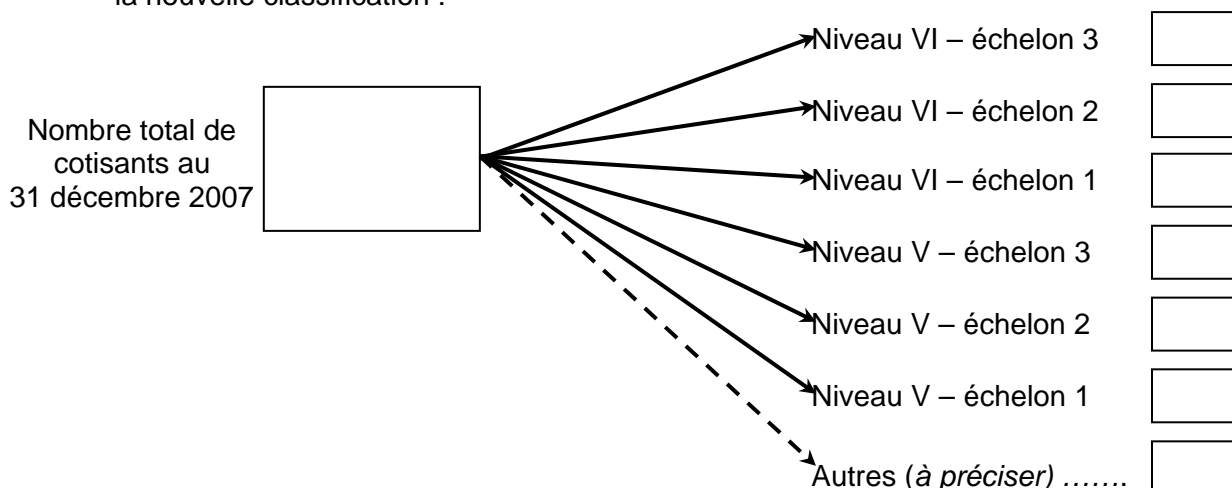 la nouvelle classification :
Nombre total de
cotisants au
31 décembre 2007
Niveau VI – échelon 3
Niveau VI – échelon 2
Niveau VI – échelon 1
Niveau V – échelon 3
Niveau V – échelon 2
Niveau V – échelon 1
Autres (à préciser) …….